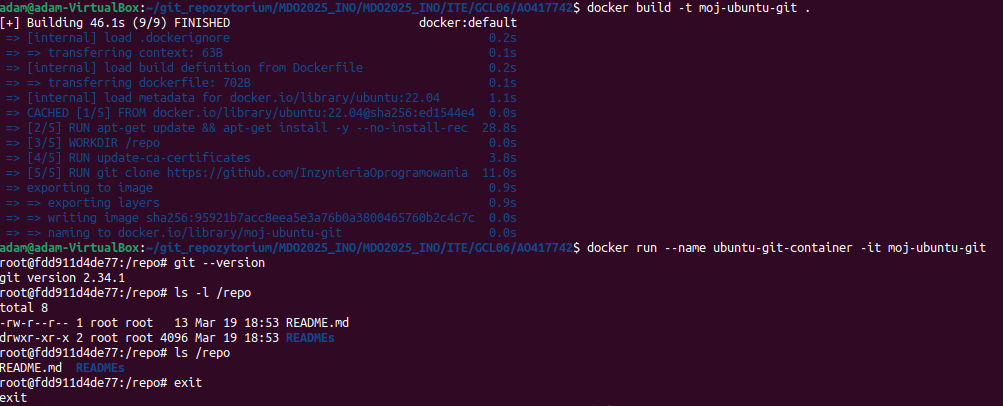 adam@adam-VirtualBox:~/git_repozytorium/MDO2025_INO/ITE/GCL06/AO417742$ docker build -t moj-ubuntu-git .
[+] Building 46.1s (9/9) FINISHED docker:default
=> [internal] load .dockerignore 0.2s
=> => transferring context: 63B 0.1s
=> [internal] load build definition from Dockerfile 0.2s
=> => transferring dockerfile: 702B 0.1s
=> [internal] load metadata for docker.io/library/ubuntu:22.04 1.1s
=> CACHED [1/5] FROM docker.io/library/ubuntu:22.04@sha256:ed1544e4 0.0s
=> [2/5] RUN apt-get update && apt-get install -y --no-install-rec 28.8s
=> [3/5] WORKDIR /repo 0.0s
=> [4/5] RUN update-ca-certificates 3.8s
=> [5/5] RUN git clone https://github.com/InzynieriaOprogramowania 11.0s
=> exporting to image 0.9s
=> => exporting layers 0.9s
=> => writing image sha256:95921b7acc8eea5e3a76b0a3800465760b2c4c7c 0.0s
=> => naming to docker.io/library/moj-ubuntu-git 0.0s
adam@adam-VirtualBox:~/git_repozytorium/MDO2025_INO/ITE/GCL06/AO417742$ docker run --name ubuntu-git-container -it moj-ubuntu-git
root@fdd911d4de77:/repo# git --version
git version 2.34.1
root@fdd911d4de77:/repo# ls -l /repo
total 8
-rw-r--r-- 1 root root 13 Mar 19 18:53 README.md
drwxr-xr-x 2 root root 4096 Mar 19 18:53 READMEs
root@fdd911d4de77:/repo# ls /repo
README.md READMEs
root@fdd911d4de77:/repo# exit
exit